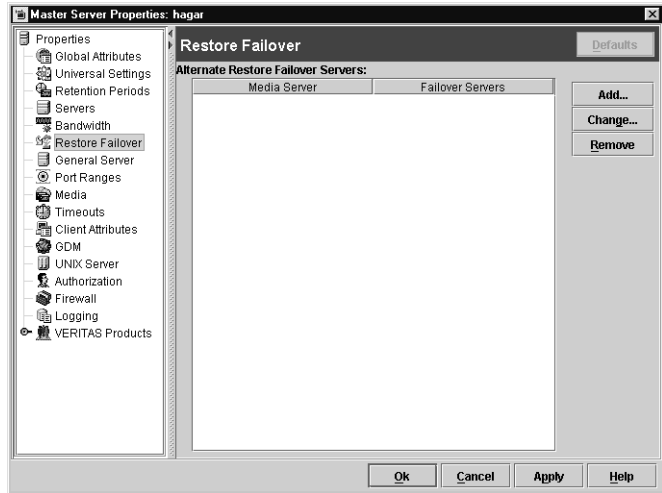 Master Server Properties: hagar
Properties
Global Attributes
Universal Settings
Retention Periods
Servers
Bandwidth
Restore Failover
General Server
Port Ranges
Media
Timeouts
Client Attributes
GDM
UNIX Server
Authorization
Firewall
Logging
VERITAS Products
Restore Failover
Defaults
Alternate Restore Failover Servers:
Media Server Failover Servers
Add...
Change...
Remove
Ok Cancel Apply Help